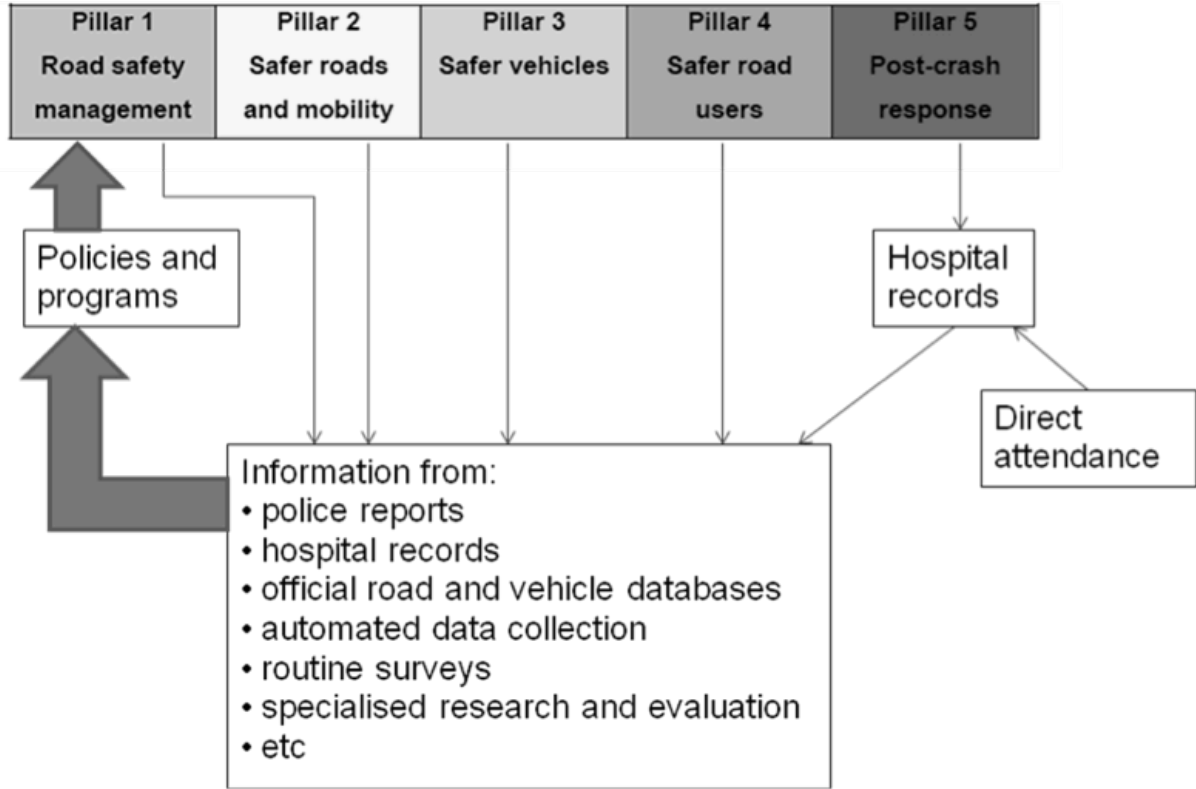 Pillar 1
Road safety
management
Pillar 2
Safer roads
and mobility
Pillar 3
Safer vehicles
Pillar 4
Safer road
users
Pillar 5
Post-crash
response
Policies and
programs
Hospital
records
Direct
attendance
Information from:
• police reports
• hospital records
• official road and vehicle databases
• automated data collection
• routine surveys
• specialised research and evaluation
• etc